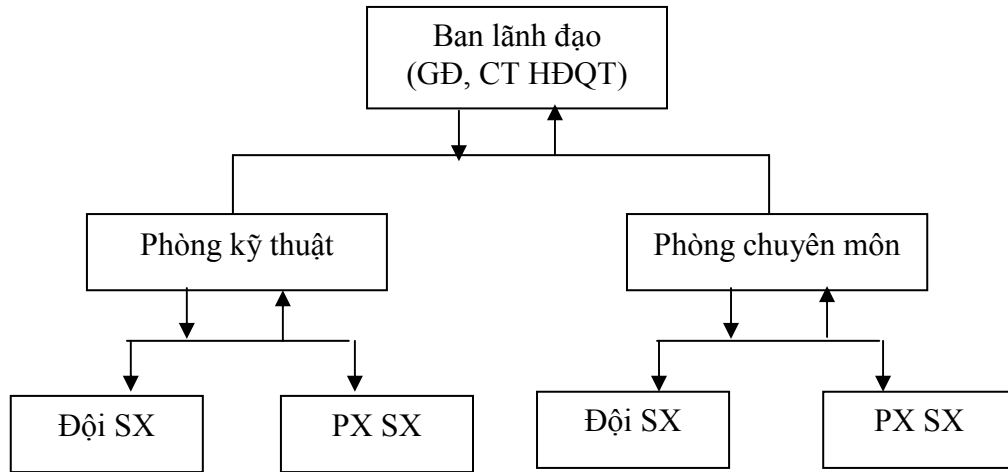 Ban lãnh đạo
(GĐ, CT HĐQT)
Phòng kỹ thuật
Phòng chuyên môn
Đội SX
PX SX
Đội SX
PX SX